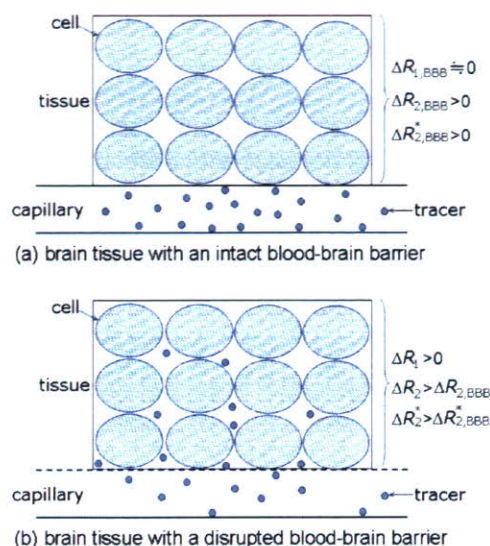 cell
ΔR₁,BBB≒0
tissue
ΔR₂,BBB>0
ΔR₂*,BBB>0
capillary
tracer
(a) brain tissue with an intact blood-brain barrier
cell
ΔR₁>0
tissue
ΔR₂>ΔR₂,BBB
ΔR₂*>ΔR₂*,BBB
capillary
tracer
(b) brain tissue with a disrupted blood-brain barrier